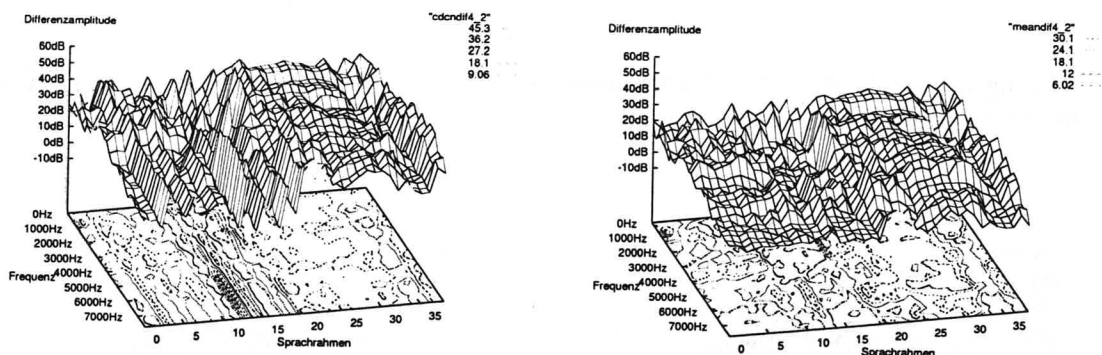 Differenzamplitude
"cdcndif4_2"
45.3
36.2
27.2
18.1
9.06
60dB
50dB
40dB
30dB
20dB
10dB
0dB
-10dB
0Hz
1000Hz
2000Hz
3000Hz
4000Hz
5000Hz
6000Hz
7000Hz
Frequenz
0
5
10
15
20
25
30
35
Sprachrahmen
Differenzamplitude
"meandif4_2"
30.1
24.1
18.1
12
6.02
60dB
50dB
40dB
30dB
20dB
10dB
0dB
-10dB
0Hz
1000Hz
2000Hz
3000Hz
4000Hz
5000Hz
6000Hz
7000Hz
Frequenz
0
5
10
15
20
25
30
35
Sprachrahmen